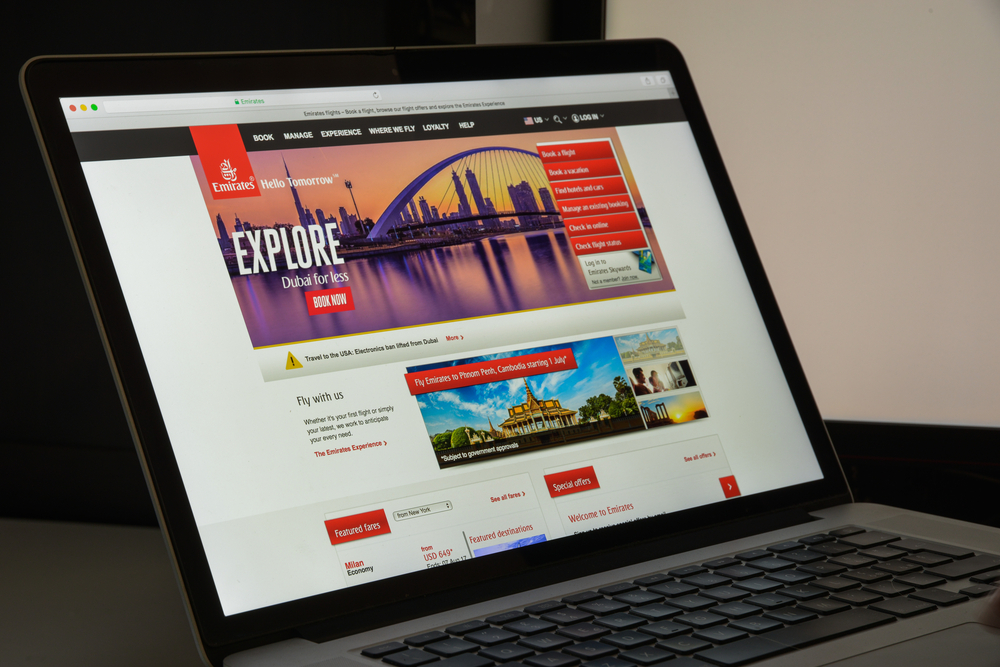 Emirates
Emirates flights – Book a flight, browse our flight offers and explore the Emirates Experience
BOOK MANAGE EXPERIENCE WHERE WE FLY LOYALTY HELP
US LOG IN
Emirates
Hello Tomorrow™
EXPLORE
Dubai for less
BOOK NOW
Book a flight
Book a vacation
Find hotels and cars
Manage an existing booking
Check in online
Check flight status
Log in to
Emirates Skywards
Not a member? Join now.
Travel to the USA: Electronics ban lifted from Dubai More
Fly with us
Whether it's your first flight or simply
your latest, we work to anticipate
your every need.
The Emirates Experience
Fly Emirates to Phnom Penh, Cambodia starting 1 July*
*Subject to government approvals
Featured fares
from New York
See all fares
Milan
Economy
from
USD 649*
Featured destinations
Special offers
See all offers
Welcome to Emirates